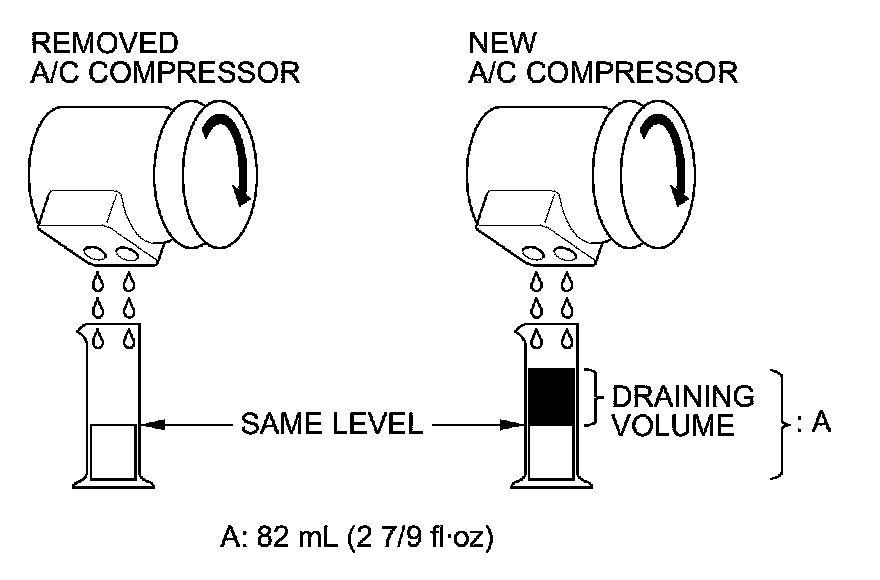 REMOVED
A/C COMPRESSOR
NEW
A/C COMPRESSOR
SAME LEVEL
DRAINING
VOLUME
: A
A: 82 mL (2 7/9 fl·oz)